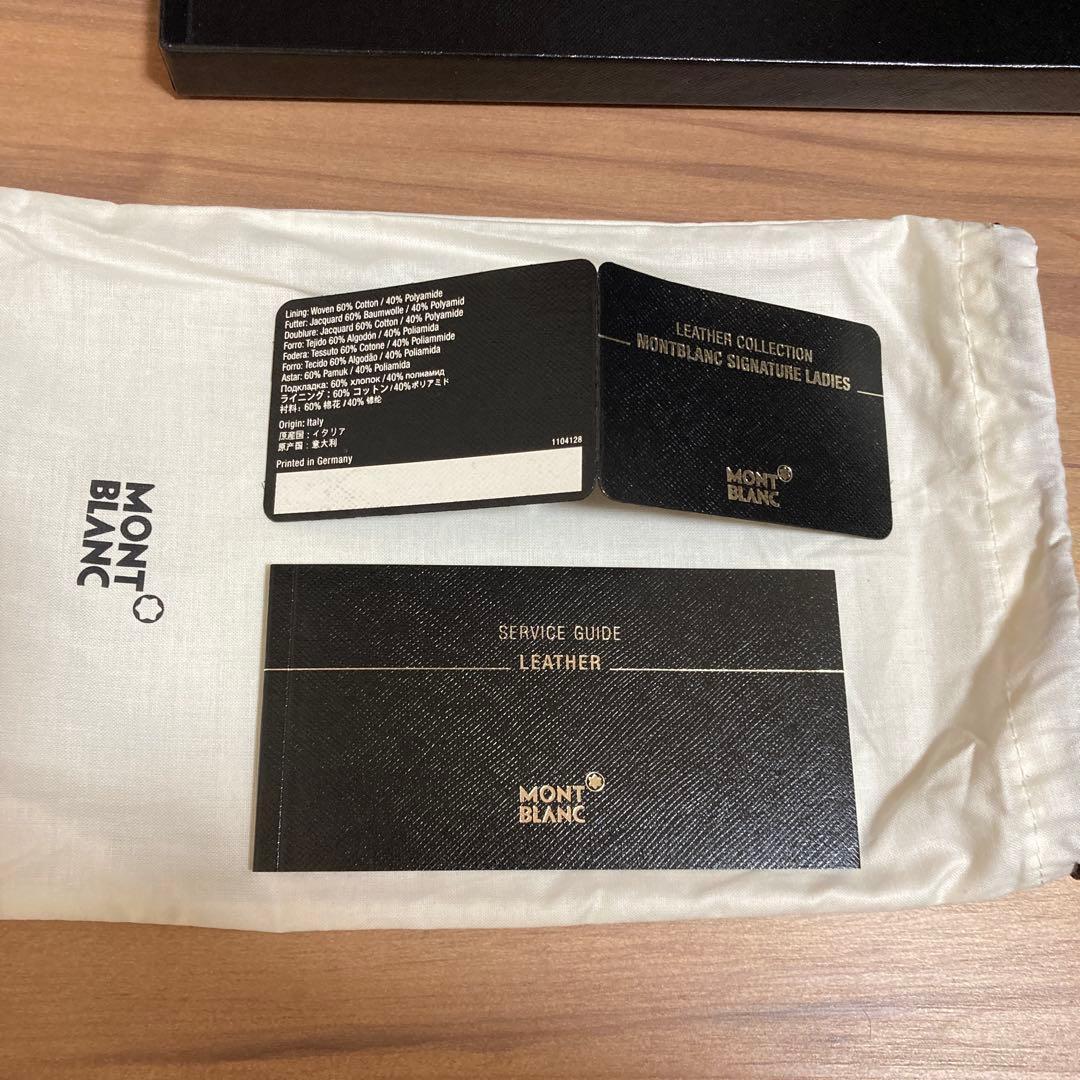 Lining: Woven 60% Cotton / 40% Polyamide
Futter: Jacquard 60% Baumwolle / 40% Polyamid
Doublure: Jacquard 60% Coton / 40% Polyamide
Forro: Tejido 60% Algodón / 40% Poliamida
Fodera: Tessuto 60% Cotone / 40% Poliammide
Forro: Tecido 60% Algodão / 40% Poliamida
Astar: 60% Pamuk / 40% Poliamida
Подкладка: 60% хлопок / 40% полиамид
ライニング : 60% コットン / 40% ポリアミド
衬料 : 60% 棉花 / 40% 锦纶
Origin: Italy
原産国 : イタリア
原产国 : 意大利
1104128
Printed in Germany
LEATHER COLLECTION
MONTBLANC SIGNATURE LADIES
MONT
BLANC
MONT
BLANC
SERVICE GUIDE
LEATHER
MONT
BLANC